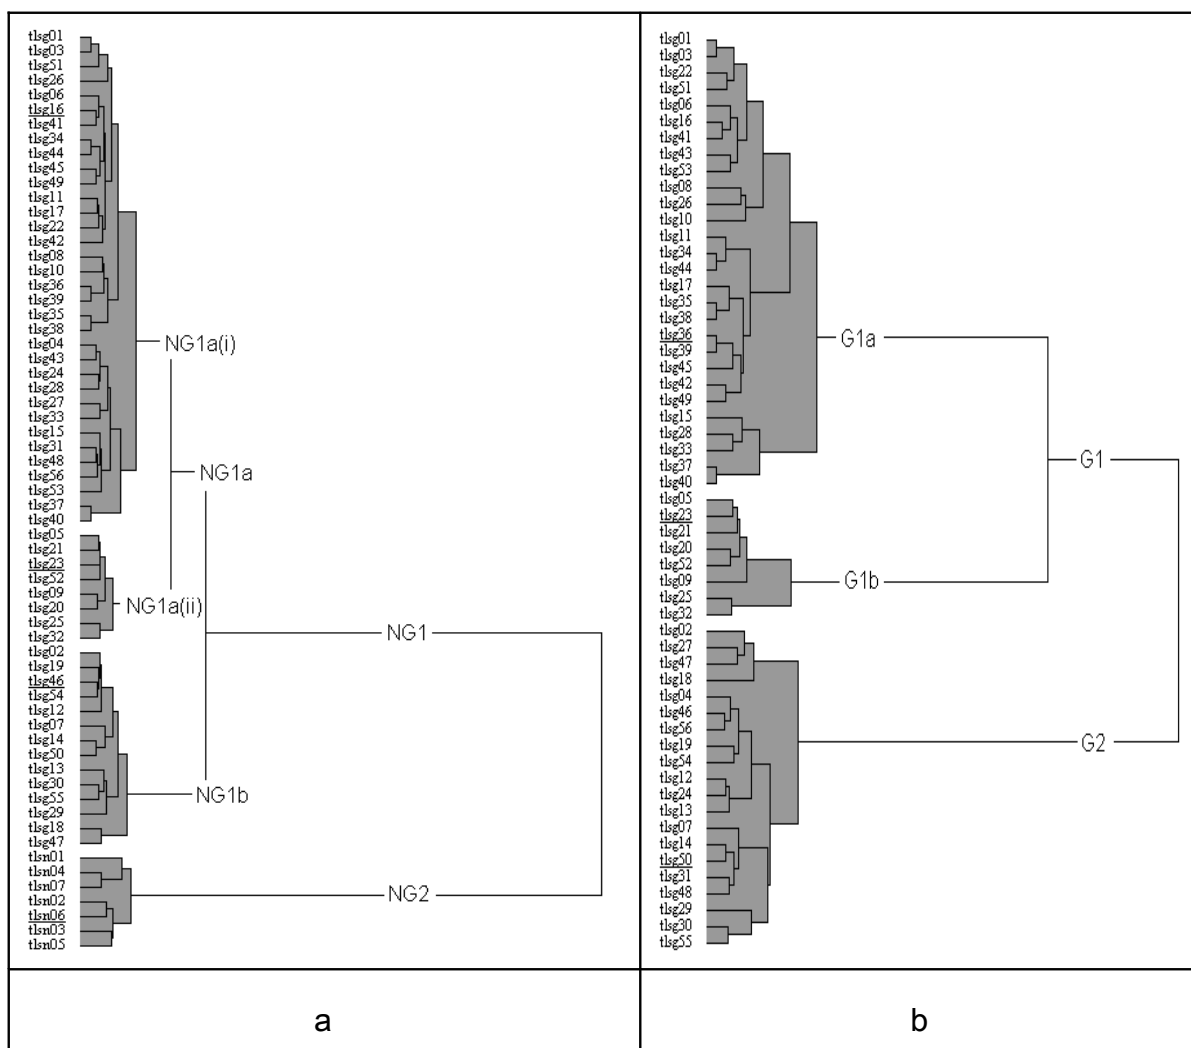 tlsg01
tlsg03
tlsg51
tlsg26
tlsg06
tlsg16
tlsg41
tlsg34
tlsg44
tlsg45
tlsg49
tlsg11
tlsg17
tlsg22
tlsg42
tlsg08
tlsg10
tlsg36
tlsg39
tlsg35
tlsg38
tlsg04
tlsg43
tlsg24
tlsg28
tlsg27
tlsg33
tlsg15
tlsg31
tlsg48
tlsg56
tlsg53
tlsg37
tlsg40
tlsg05
tlsg21
tlsg23
tlsg52
tlsg09
tlsg20
tlsg25
tlsg32
tlsg02
tlsg19
tlsg46
tlsg54
tlsg12
tlsg07
tlsg14
tlsg50
tlsg13
tlsg30
tlsg55
tlsg29
tlsg18
tlsg47
tlsn01
tlsn04
tlsn07
tlsn02
tlsn06
tlsn03
tlsn05
NG1a(i)
NG1a
NG1a(ii)
NG1
NG1b
NG2
a
tlsg01
tlsg03
tlsg22
tlsg51
tlsg06
tlsg16
tlsg41
tlsg43
tlsg53
tlsg08
tlsg26
tlsg10
tlsg11
tlsg34
tlsg44
tlsg17
tlsg35
tlsg38
tlsg36
tlsg39
tlsg45
tlsg42
tlsg49
tlsg15
tlsg28
tlsg33
tlsg37
tlsg40
tlsg05
tlsg23
tlsg21
tlsg20
tlsg52
tlsg09
tlsg25
tlsg32
tlsg02
tlsg27
tlsg47
tlsg18
tlsg04
tlsg46
tlsg56
tlsg19
tlsg54
tlsg12
tlsg24
tlsg13
tlsg07
tlsg14
tlsg50
tlsg31
tlsg48
tlsg29
tlsg30
tlsg55
G1a
G1
G1b
G2
b